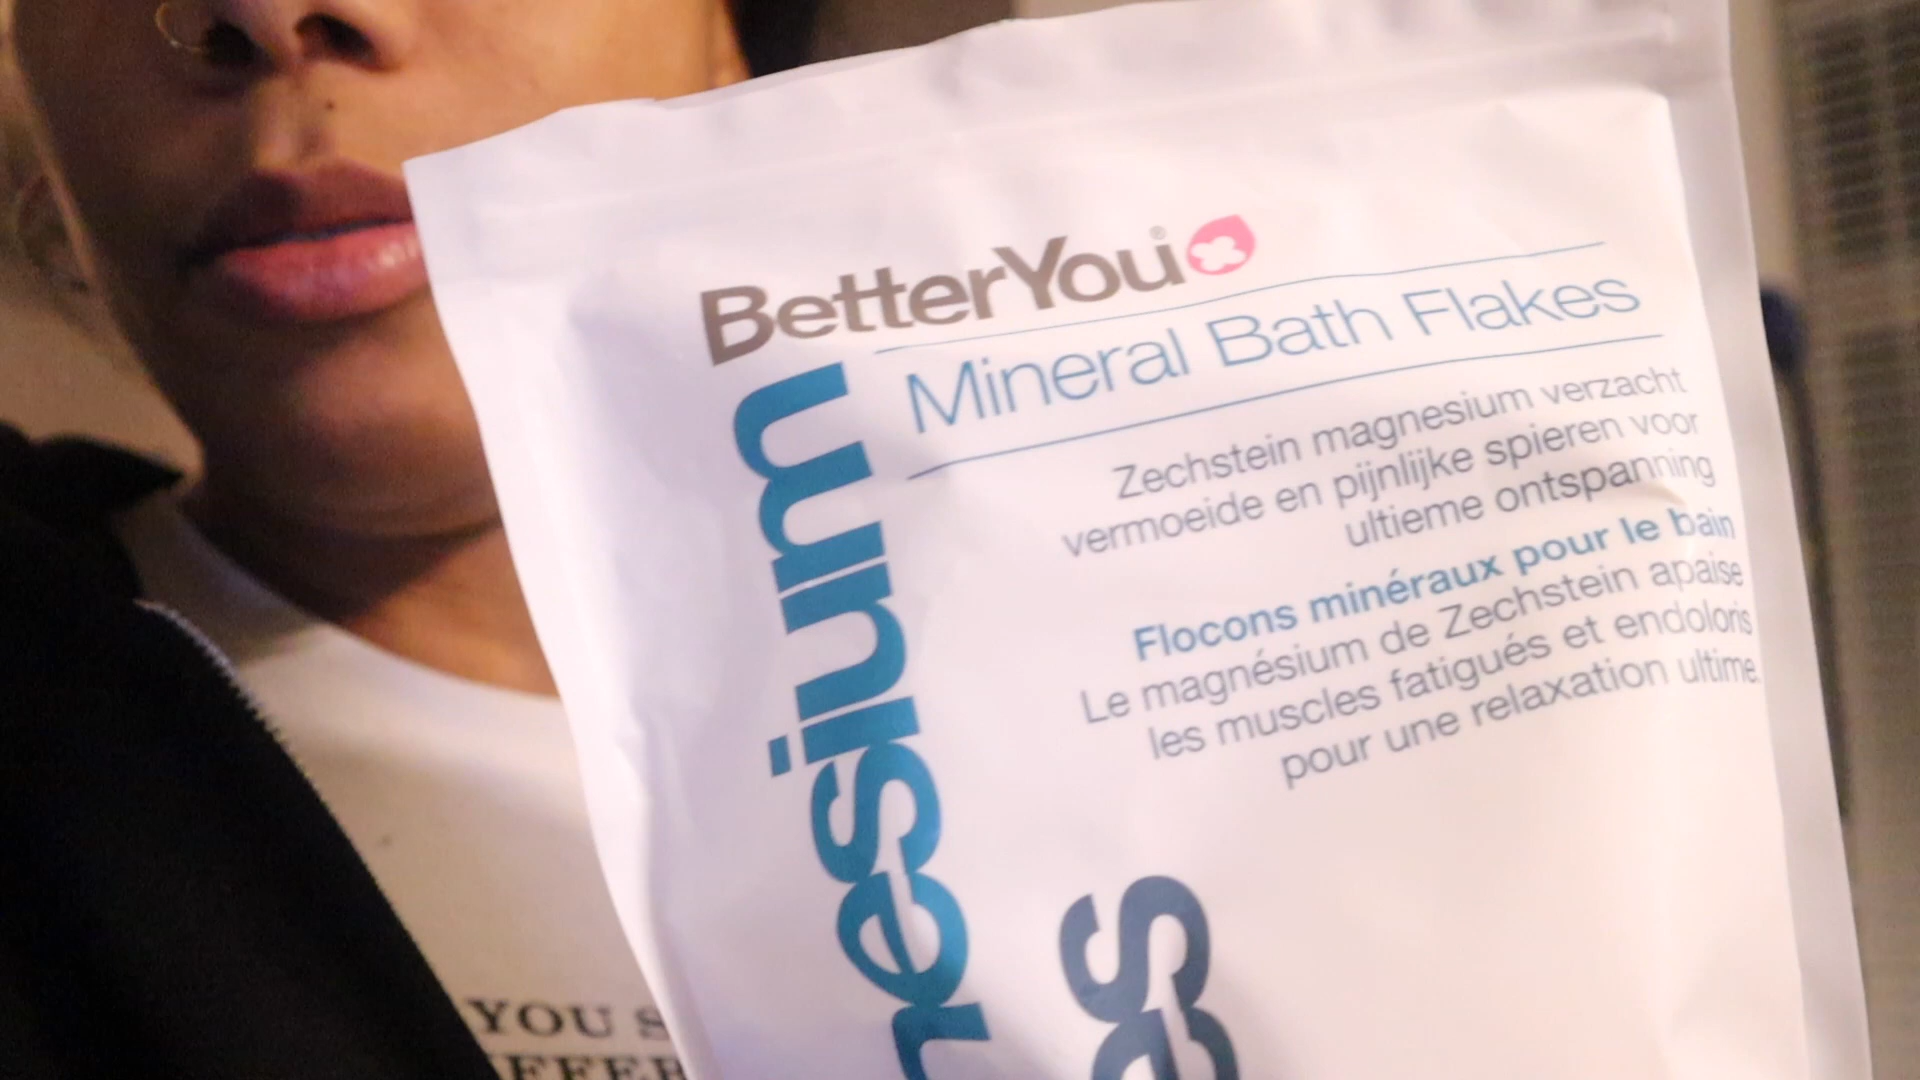 BetterYou®
Mineral Bath Flakes
Zechstein magnesium verzacht
vermoeide en pijnlijke spieren voor
ultieme ontspanning
Flocons minéraux pour le bain
Le magnésium de Zechstein apaise
les muscles fatigués et endoloris
pour une relaxation ultime.
nesium
es
YOU S
FFER